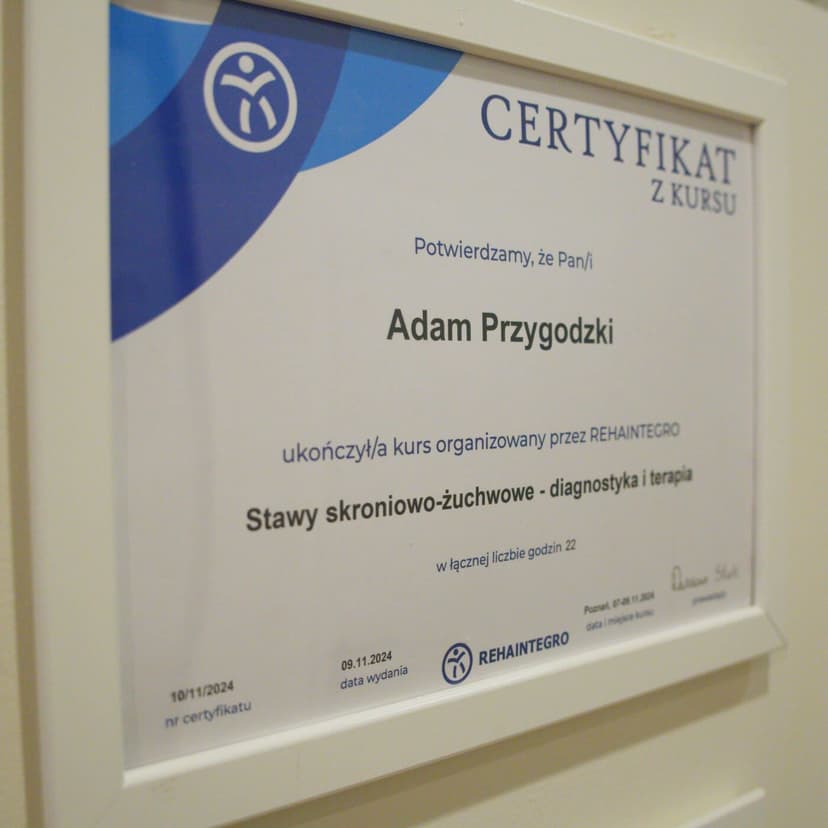 CERTYFIKAT
Z KURSU
Potwierdzamy, że Pan/i
Adam Przygodzki
ukończył/a kurs organizowany przez REHAINTEGRO
Stawy skroniowo-żuchwowe - diagnostyka i terapia
w łącznej liczbie godzin 22
10/11/2024
nr certyfikatu
09.11.2024
data wydania
REHAINTEGRO
Poznań, 07-09.11.2024
data i miejsce kursu
prowadzący